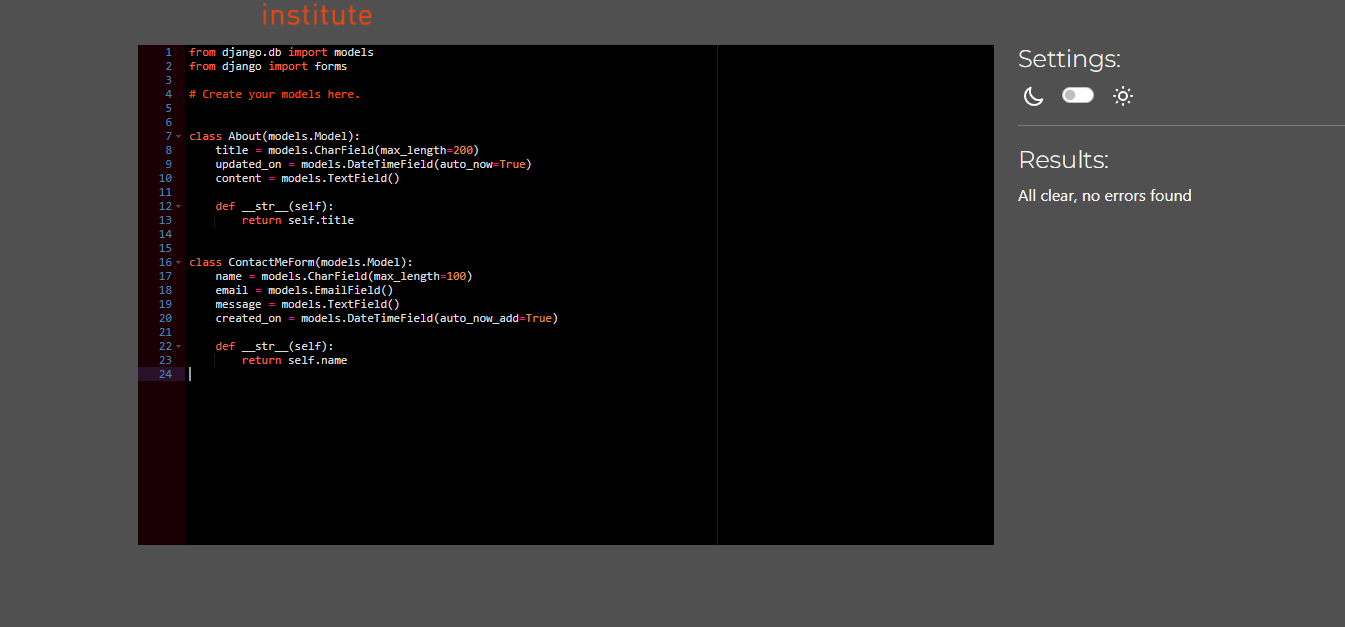 institute
1 from django.db import models
2 from django import forms
3
4 # Create your models here.
5
6
7 class About(models.Model):
8     title = models.CharField(max_length=200)
9     updated_on = models.DateTimeField(auto_now=True)
10     content = models.TextField()
11
12     def __str__(self):
13         return self.title
14
15
16 class ContactMeForm(models.Model):
17     name = models.CharField(max_length=100)
18     email = models.EmailField()
19     message = models.TextField()
20     created_on = models.DateTimeField(auto_now_add=True)
21
22     def __str__(self):
23         return self.name
24
Settings:
Results:
All clear, no errors found